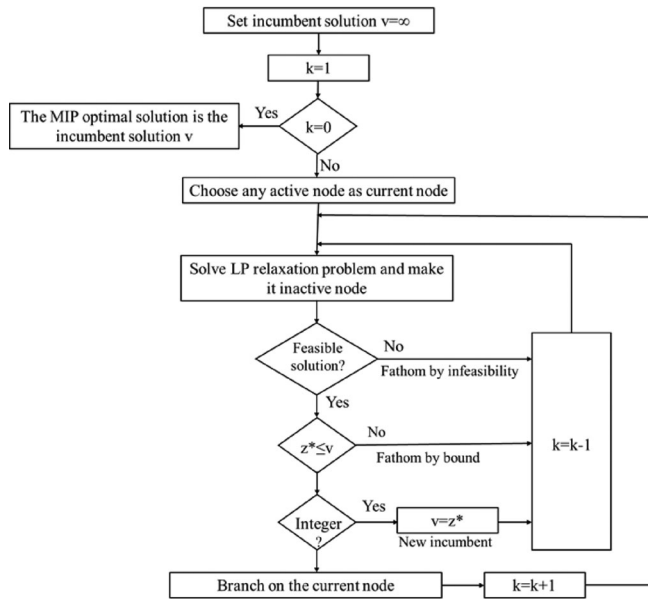 Set incumbent solution v=∞
k=1
Yes
The MIP optimal solution is the
incumbent solution v
k=0
No
Choose any active node as current node
Solve LP relaxation problem and make
it inactive node
Feasible
solution?
No
Fathom by infeasibility
Yes
z*≤v
No
Fathom by bound
k=k-1
Integer
?
Yes
v=z*
New incumbent
Branch on the current node
k=k+1